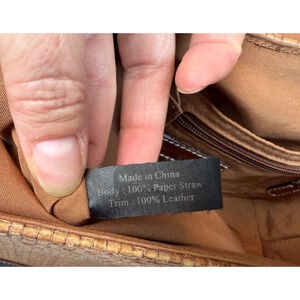 Made in China
Body : 100% Paper Straw
Trim : 100% Leather